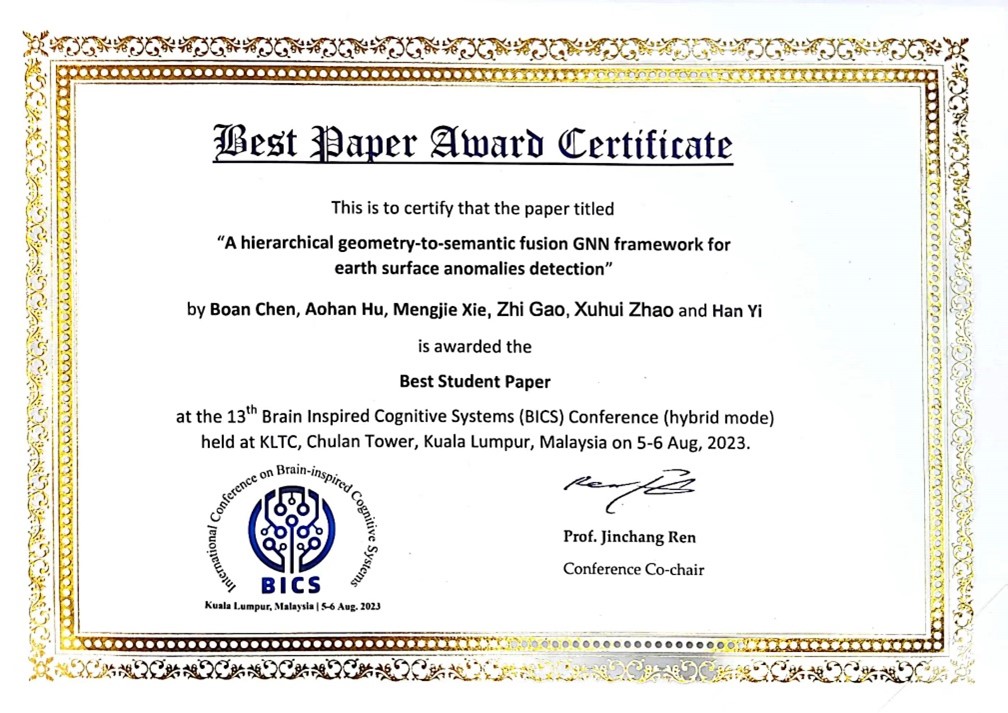 Best Paper Award Certificate
This is to certify that the paper titled
“A hierarchical geometry-to-semantic fusion GNN framework for
earth surface anomalies detection”
by Boan Chen, Aohan Hu, Mengjie Xie, Zhi Gao, Xuhui Zhao and Han Yi
is awarded the
Best Student Paper
at the 13th Brain Inspired Cognitive Systems (BICS) Conference (hybrid mode)
held at KLTC, Chulan Tower, Kuala Lumpur, Malaysia on 5-6 Aug, 2023.
International Conference on Brain-inspired Cognitive Systems
BICS
Kuala Lumpur, Malaysia | 5-6 Aug. 2023
Prof. Jinchang Ren
Conference Co-chair